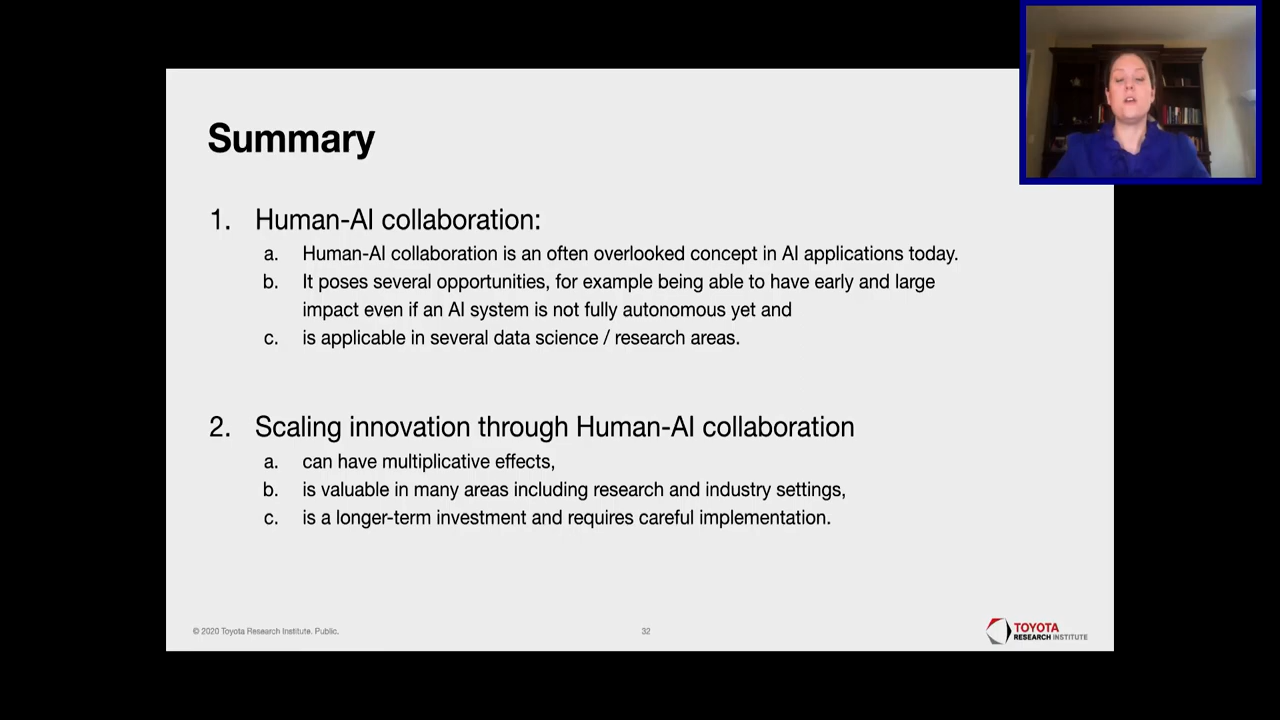 Summary
1. Human-AI collaboration:
a. Human-AI collaboration is an often overlooked concept in AI applications today.
b. It poses several opportunities, for example being able to have early and large
impact even if an AI system is not fully autonomous yet and
c. is applicable in several data science / research areas.
2. Scaling innovation through Human-AI collaboration
a. can have multiplicative effects,
b. is valuable in many areas including research and industry settings,
c. is a longer-term investment and requires careful implementation.
© 2020 Toyota Research Institute. Public.
32
TOYOTA
RESEARCH INSTITUTE